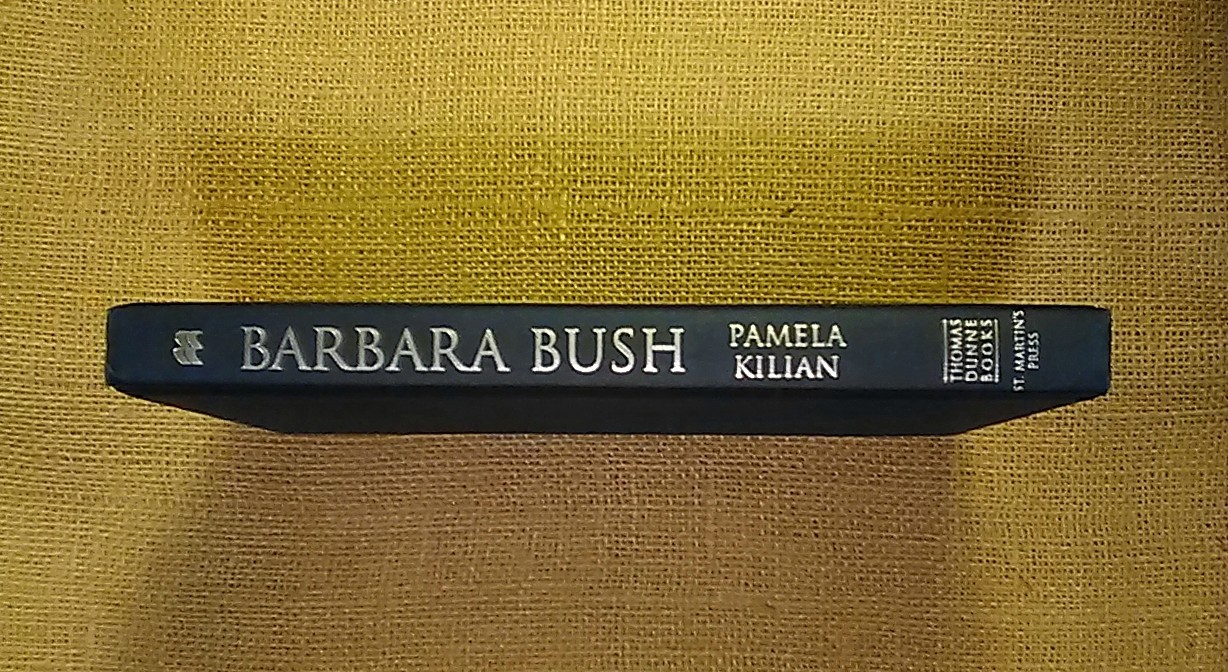 BARBARA BUSH
PAMELA
KILIAN
THOMAS
DUNNE
BOOKS
ST. MARTIN'S
PRESS